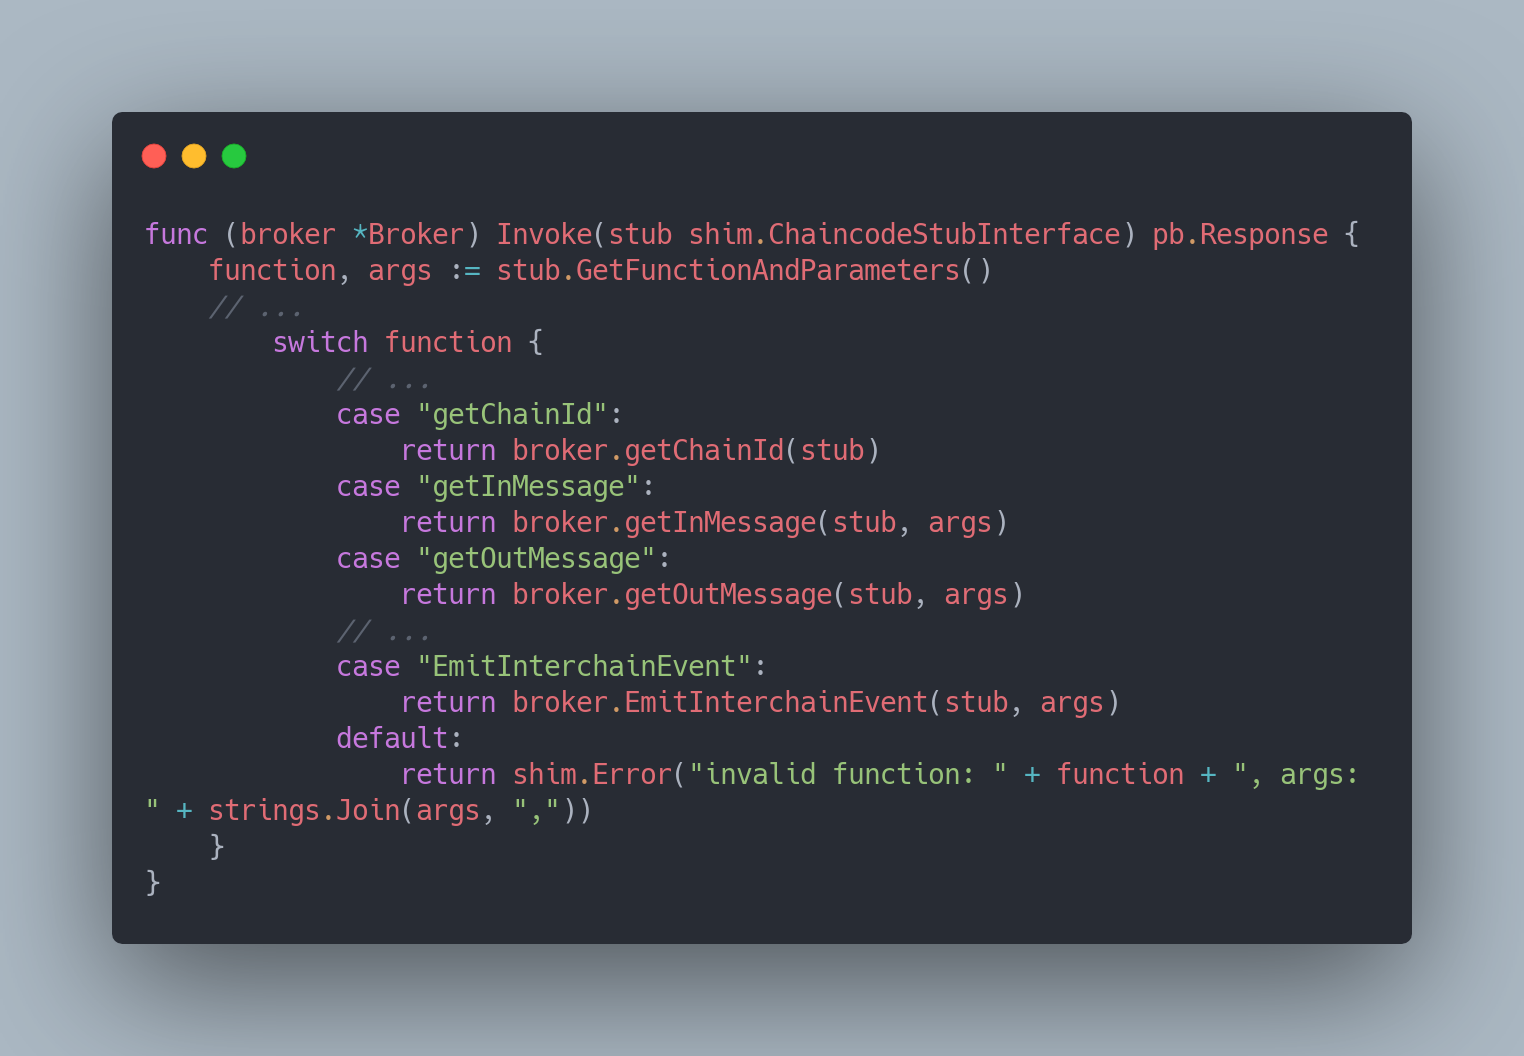 func (broker *Broker) Invoke(stub shim.ChaincodeStubInterface) pb.Response {
    function, args := stub.GetFunctionAndParameters()
    // ...
        switch function {
            // ...
            case "getChainId":
                return broker.getChainId(stub)
            case "getInMessage":
                return broker.getInMessage(stub, args)
            case "getOutMessage":
                return broker.getOutMessage(stub, args)
            // ...
            case "EmitInterchainEvent":
                return broker.EmitInterchainEvent(stub, args)
            default:
                return shim.Error("invalid function: " + function + ", args:
" + strings.Join(args, ","))
    }
}